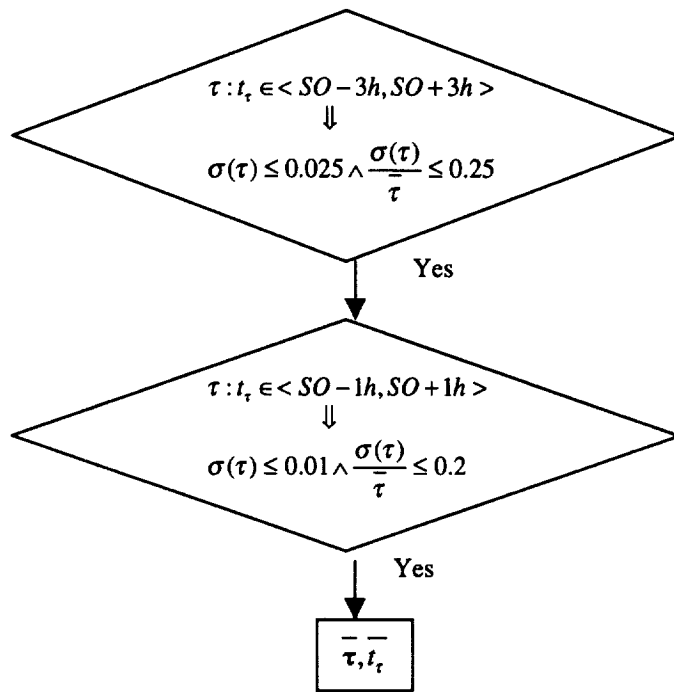 τ : t_τ ∈ < SO − 3h, SO + 3h >
⇓
σ(τ) ≤ 0.025 ∧ σ(τ)/τ̄ ≤ 0.25
Yes
τ : t_τ ∈ < SO − 1h, SO + 1h >
⇓
σ(τ) ≤ 0.01 ∧ σ(τ)/τ̄ ≤ 0.2
Yes
τ̄, t̄_τ